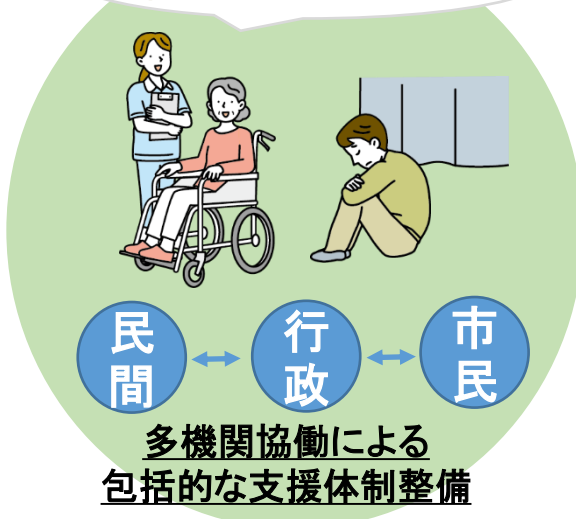 民間
行政
市民
多機関協働による
包括的な支援体制整備